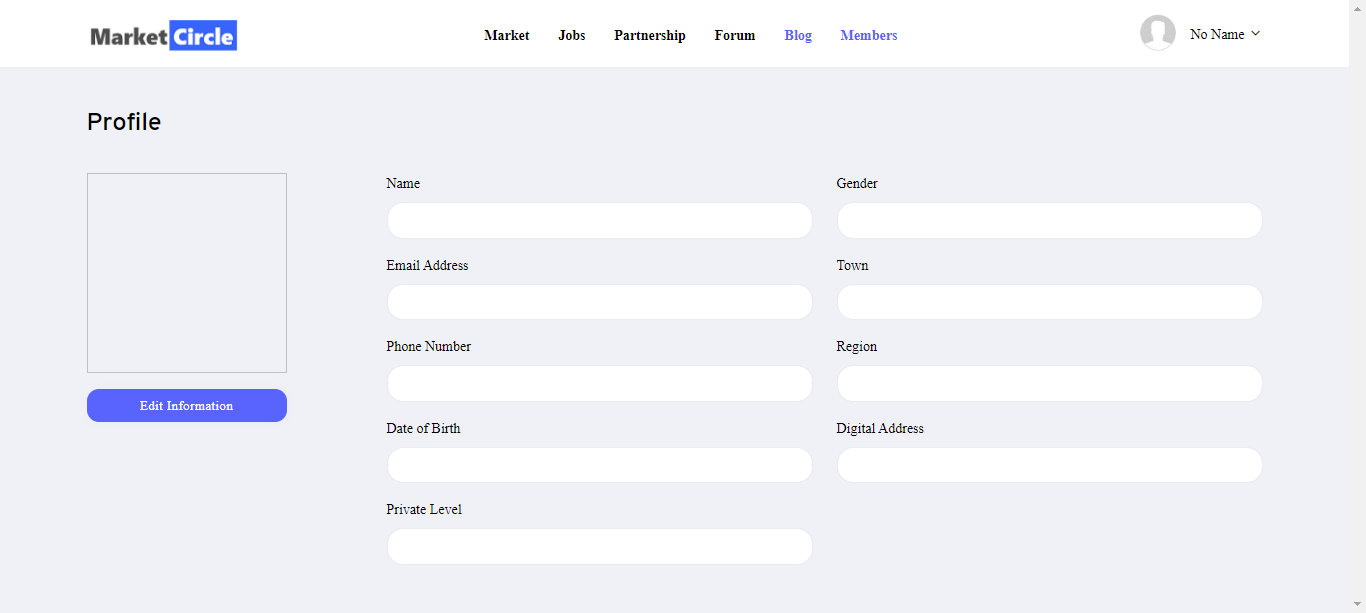 Market Circle
Market Jobs Partnership Forum Blog Members
No Name
Profile
Edit Information
Name
Gender
Email Address
Town
Phone Number
Region
Date of Birth
Digital Address
Private Level